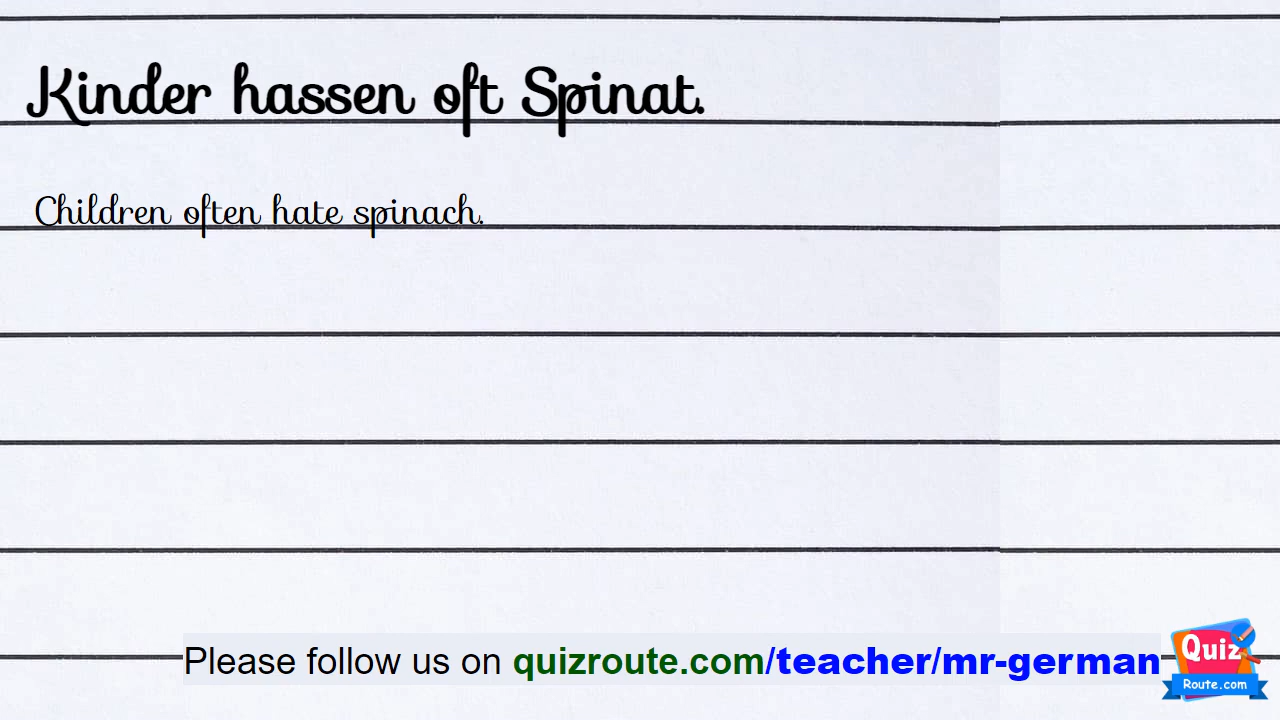 Kinder hassen oft Spinat.
Children often hate spinach.
Please follow us on quizroute.com/teacher/mr-german
Quiz
Route.com